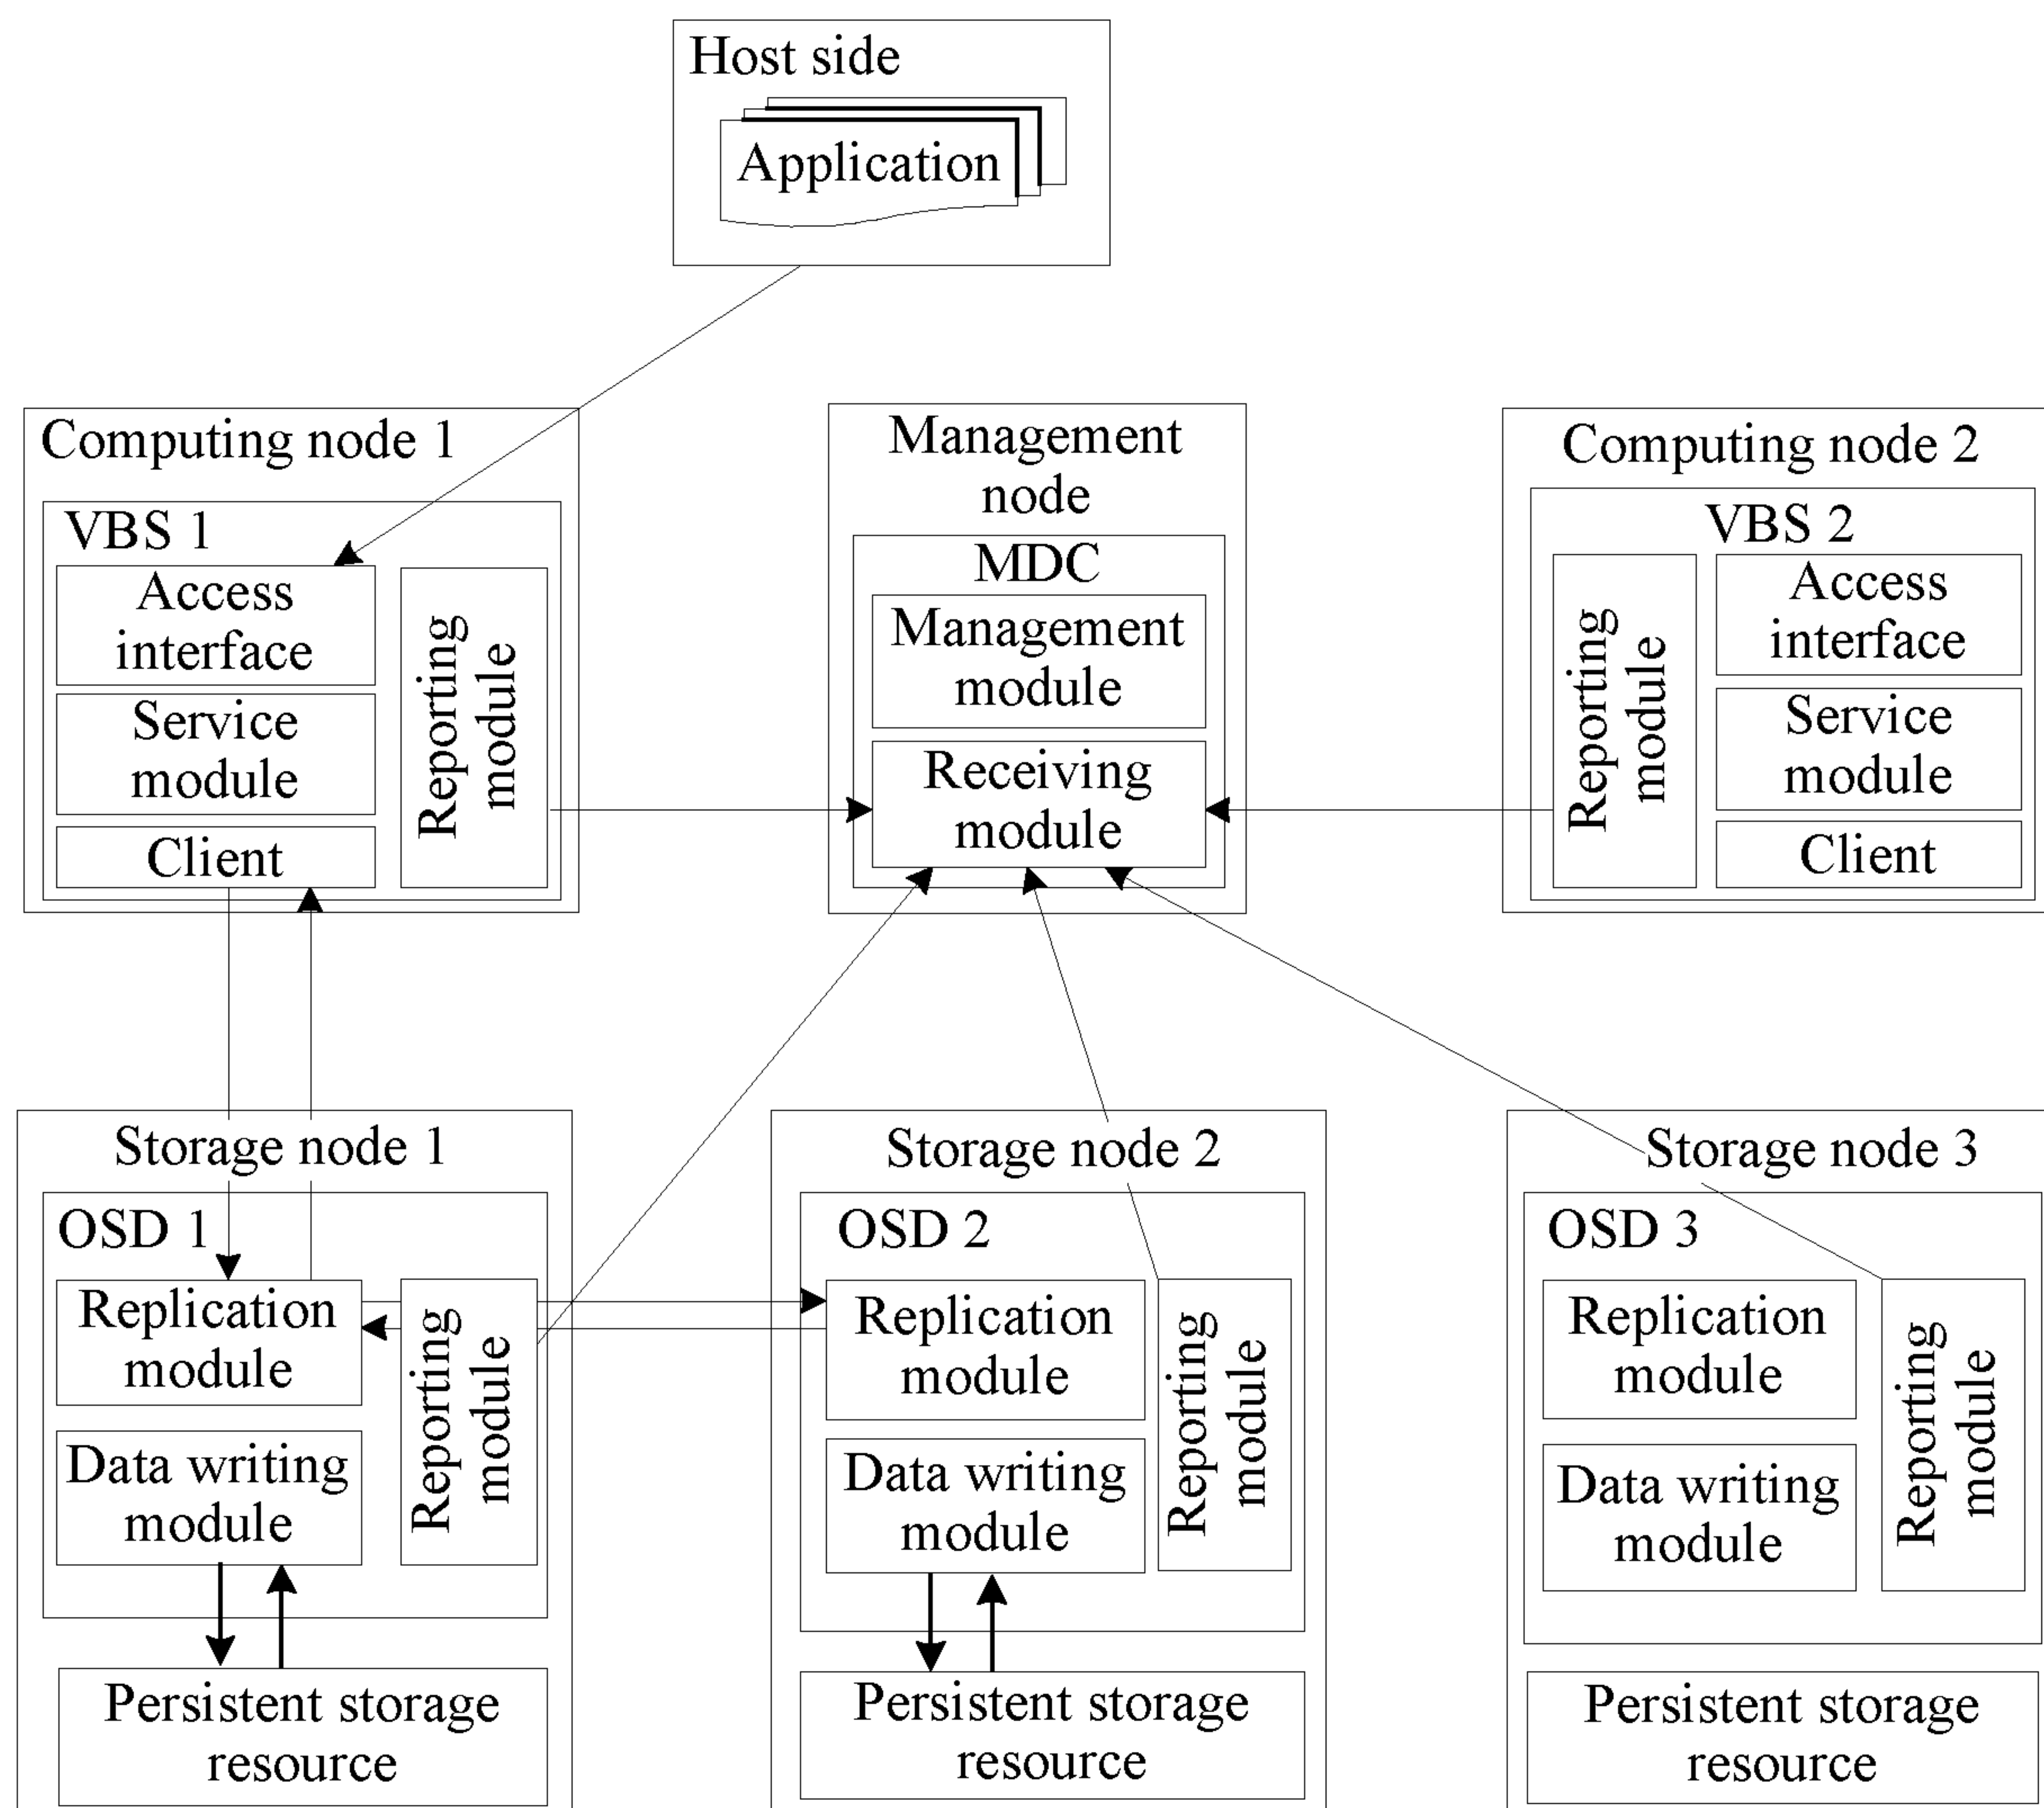 Host side
Application
Computing node 1
VBS 1
Access
interface
Service
module
Client
Reporting
module
Management
node
MDC
Management
module
Receiving
module
Computing node 2
VBS 2
Reporting
module
Access
interface
Service
module
Client
Storage node 1
OSD 1
Replication
module
Data writing
module
Reporting
module
Persistent storage
resource
Storage node 2
OSD 2
Replication
module
Data writing
module
Reporting
module
Persistent storage
resource
Storage node 3
OSD 3
Replication
module
Data writing
module
Reporting
module
Persistent storage
resource